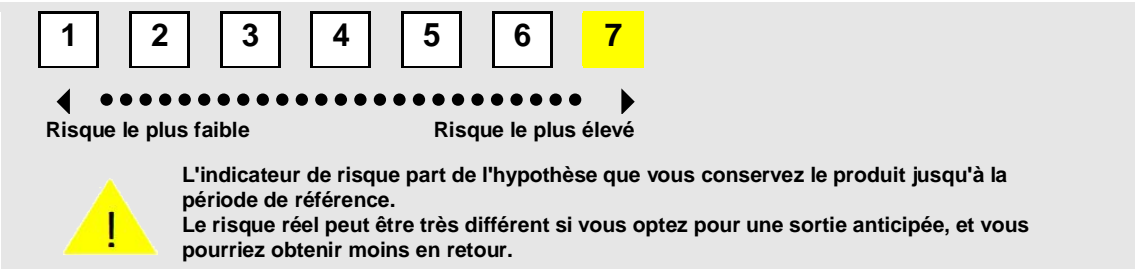 1 2 3 4 5 6 7
Risque le plus faible Risque le plus élevé
L'indicateur de risque part de l'hypothèse que vous conservez le produit jusqu'à la
période de référence.
! Le risque réel peut être très différent si vous optez pour une sortie anticipée, et vous
pourriez obtenir moins en retour.